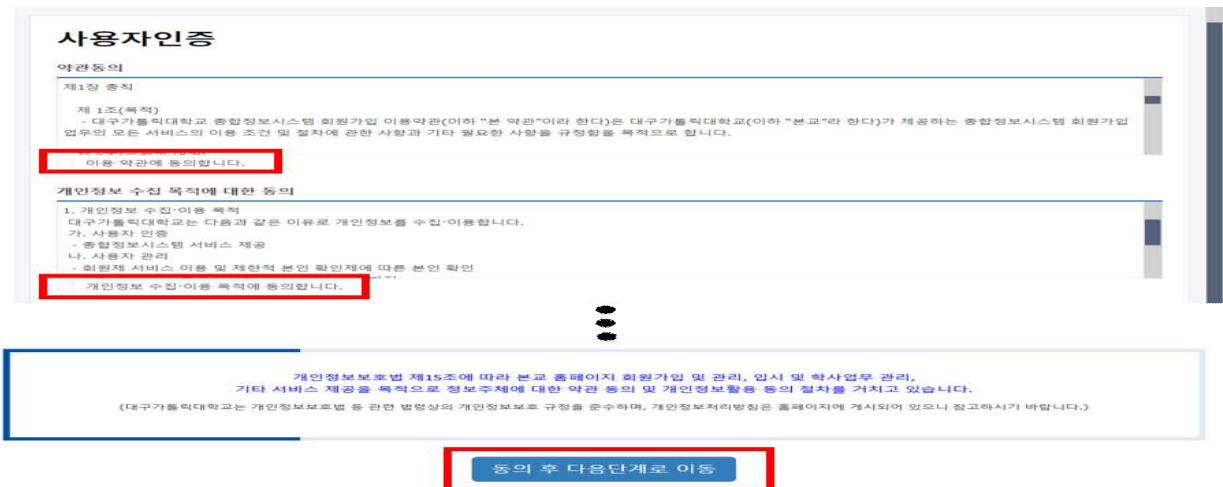 사용자인증
약관동의
제1장 총칙
제 1조(목적)
- 대구가톨릭대학교 종합정보시스템 회원가입 이용약관(이하 "본 약관"이라 한다)은 대구가톨릭대학교(이하 "본교"라 한다)가 제공하는 종합정보시스템 회원가입
업무의 모든 서비스의 이용 조건 및 절차에 관한 사항과 기타 필요한 사항을 규정함을 목적으로 합니다.
이용 약관에 동의합니다.
개인정보 수집 목적에 대한 동의
1. 개인정보 수집·이용 목적
대구가톨릭대학교는 다음과 같은 이유로 개인정보를 수집·이용합니다.
가. 사용자 인증
- 종합정보시스템 서비스 제공
나. 사용자 관리
- 회원제 서비스 이용 및 제한적 본인 확인제에 따른 본인 확인
개인정보 수집·이용 목적에 동의합니다.
개인정보보호법 제15조에 따라 본교 홈페이지 회원가입 및 관리, 입시 및 학사업무 관리,
기타 서비스 제공을 목적으로 정보주체에 대한 약관 동의 및 개인정보활용 동의 절차를 거치고 있습니다.
(대구가톨릭대학교는 개인정보보호법 등 관련 법령상의 개인정보보호 규정을 준수하며, 개인정보처리방침은 홈페이지에 게시되어 있으니 참고하시기 바랍니다.)
동의 후 다음단계로 이동